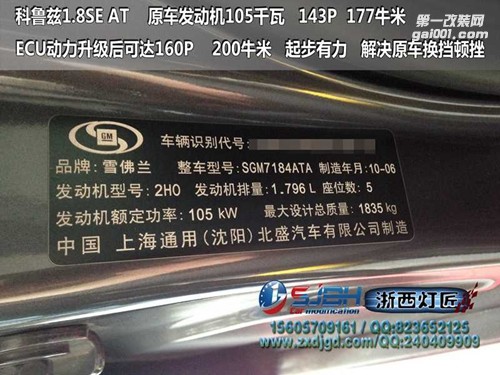 科鲁兹1.8SE AT 原车发动机105千瓦 143P 177牛米
第一改装网
gai001.com
ECU动力升级后可达160P 200牛米 起步有力 解决原车换挡顿挫
GM
车辆识别代号:
品牌: 雪佛兰 整车型号: SGM7184ATA 制造年月: 10-06
发动机型号: 2H0 发动机排量: 1.796 L 座位数: 5
发动机额定功率: 105 kW 最大设计总质量: 1835 kg
中国 上海通用(沈阳)北盛汽车有限公司制造
SJBH 浙西灯匠
Car modification
15605709161 / QQ:823652125
www.zxdjgd.com/QQ:240409909